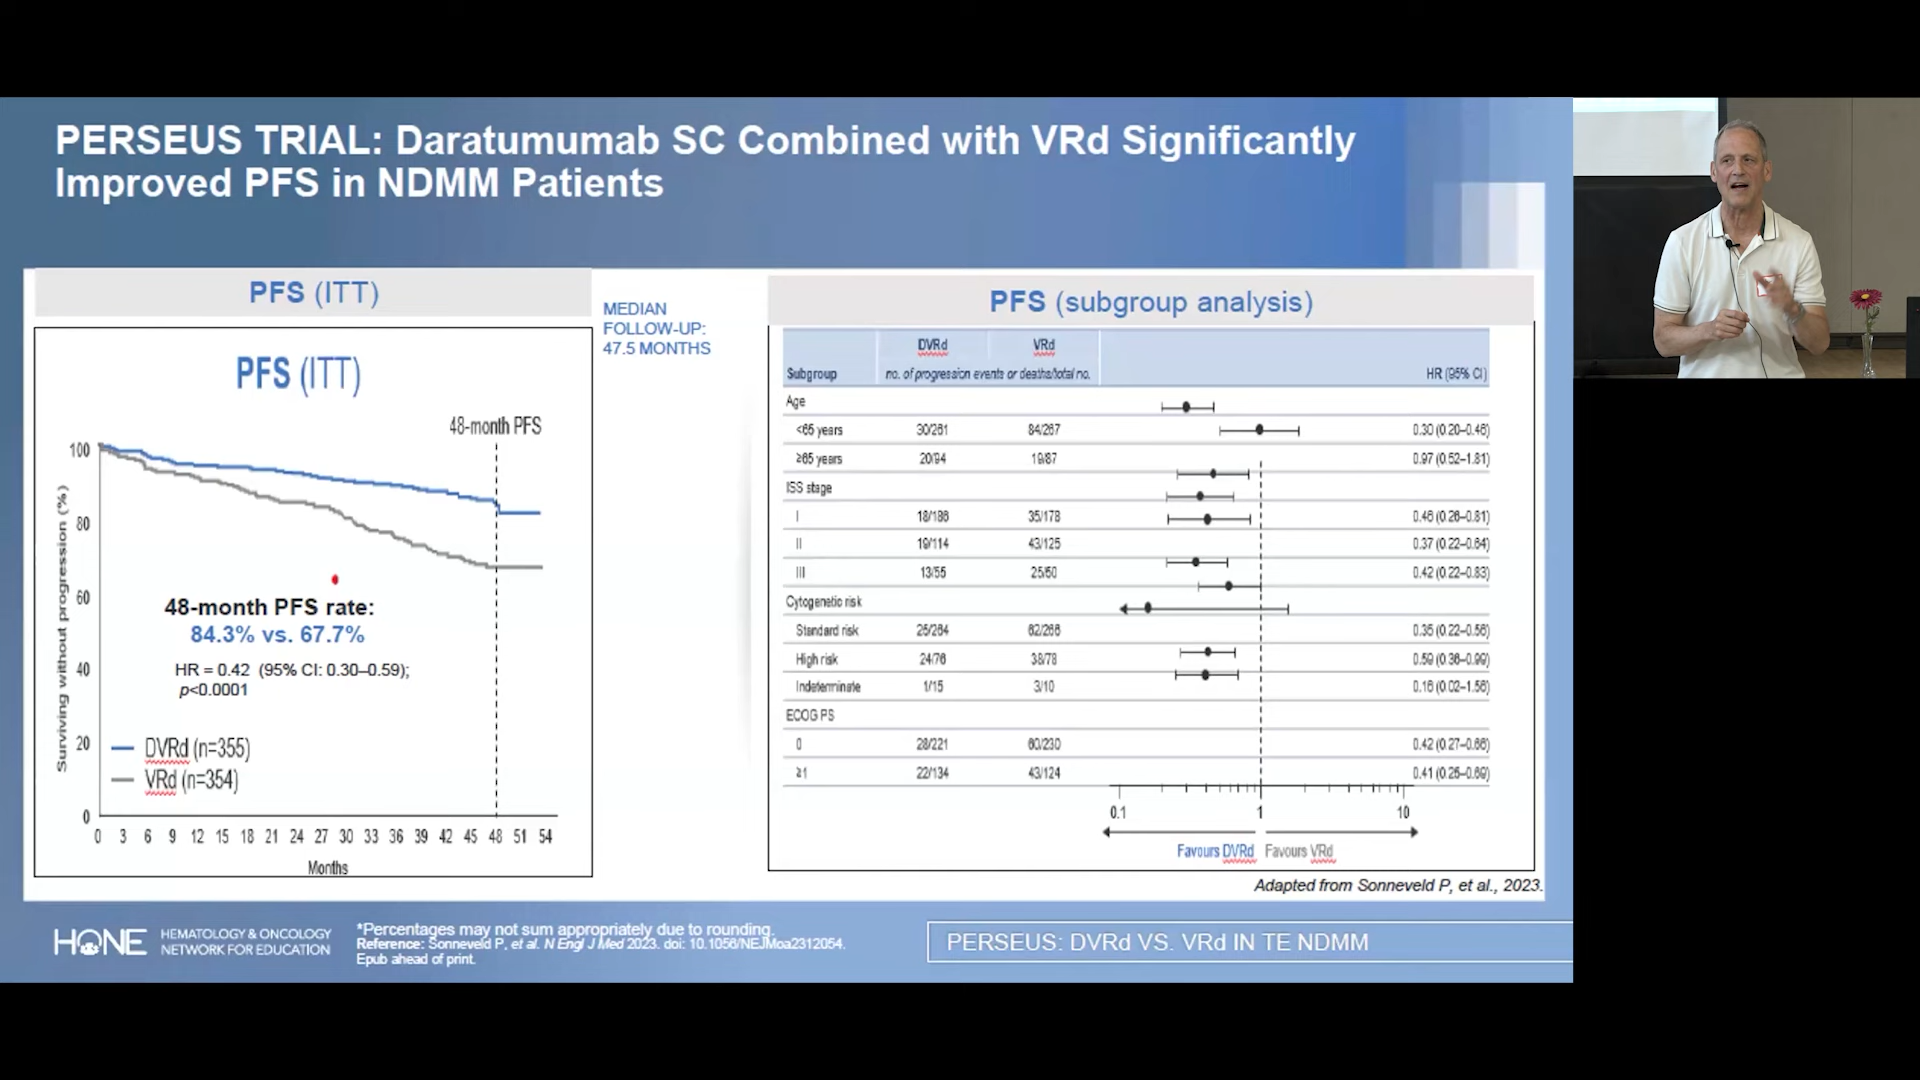 PERSEUS TRIAL: Daratumumab SC Combined with VRd Significantly
Improved PFS in NDMM Patients
PFS (ITT)
MEDIAN
FOLLOW-UP:
47.5 MONTHS
PFS (ITT)
48-month PFS
Surviving without progression (%)
100
80
60
40
20
0
48-month PFS rate:
84.3% vs. 67.7%
HR = 0.42 (95% CI: 0.30–0.59);
p<0.0001
DVRd (n=355)
VRd (n=354)
0 3 6 9 12 15 18 21 24 27 30 33 36 39 42 45 48 51 54
Months
PFS (subgroup analysis)
DVRd VRd
Subgroup no. of progression events or deaths/total no. HR (95% CI)
Age
<65 years 30/261 84/267 0.30 (0.20–0.46)
≥65 years 20/94 19/87 0.97 (0.52–1.81)
ISS stage
I 18/186 35/178 0.46 (0.26–0.81)
II 19/114 43/125 0.37 (0.22–0.64)
III 13/55 25/50 0.42 (0.22–0.83)
Cytogenetic risk
Standard risk 25/264 62/266 0.35 (0.22–0.56)
High risk 24/76 38/78 0.59 (0.36–0.99)
Indeterminate 1/15 3/10 0.16 (0.02–1.56)
ECOG PS
0 28/221 60/230 0.42 (0.27–0.66)
≥1 22/134 43/124 0.41 (0.25–0.69)
0.1 1 10
Favours DVRd Favours VRd
Adapted from Sonneveld P, et al., 2023.
HONE HEMATOLOGY & ONCOLOGY
NETWORK FOR EDUCATION
*Percentages may not sum appropriately due to rounding.
Reference: Sonneveld P, et al. N Engl J Med 2023. doi: 10.1056/NEJMoa2312054.
Epub ahead of print.
PERSEUS: DVRd VS. VRd IN TE NDMM